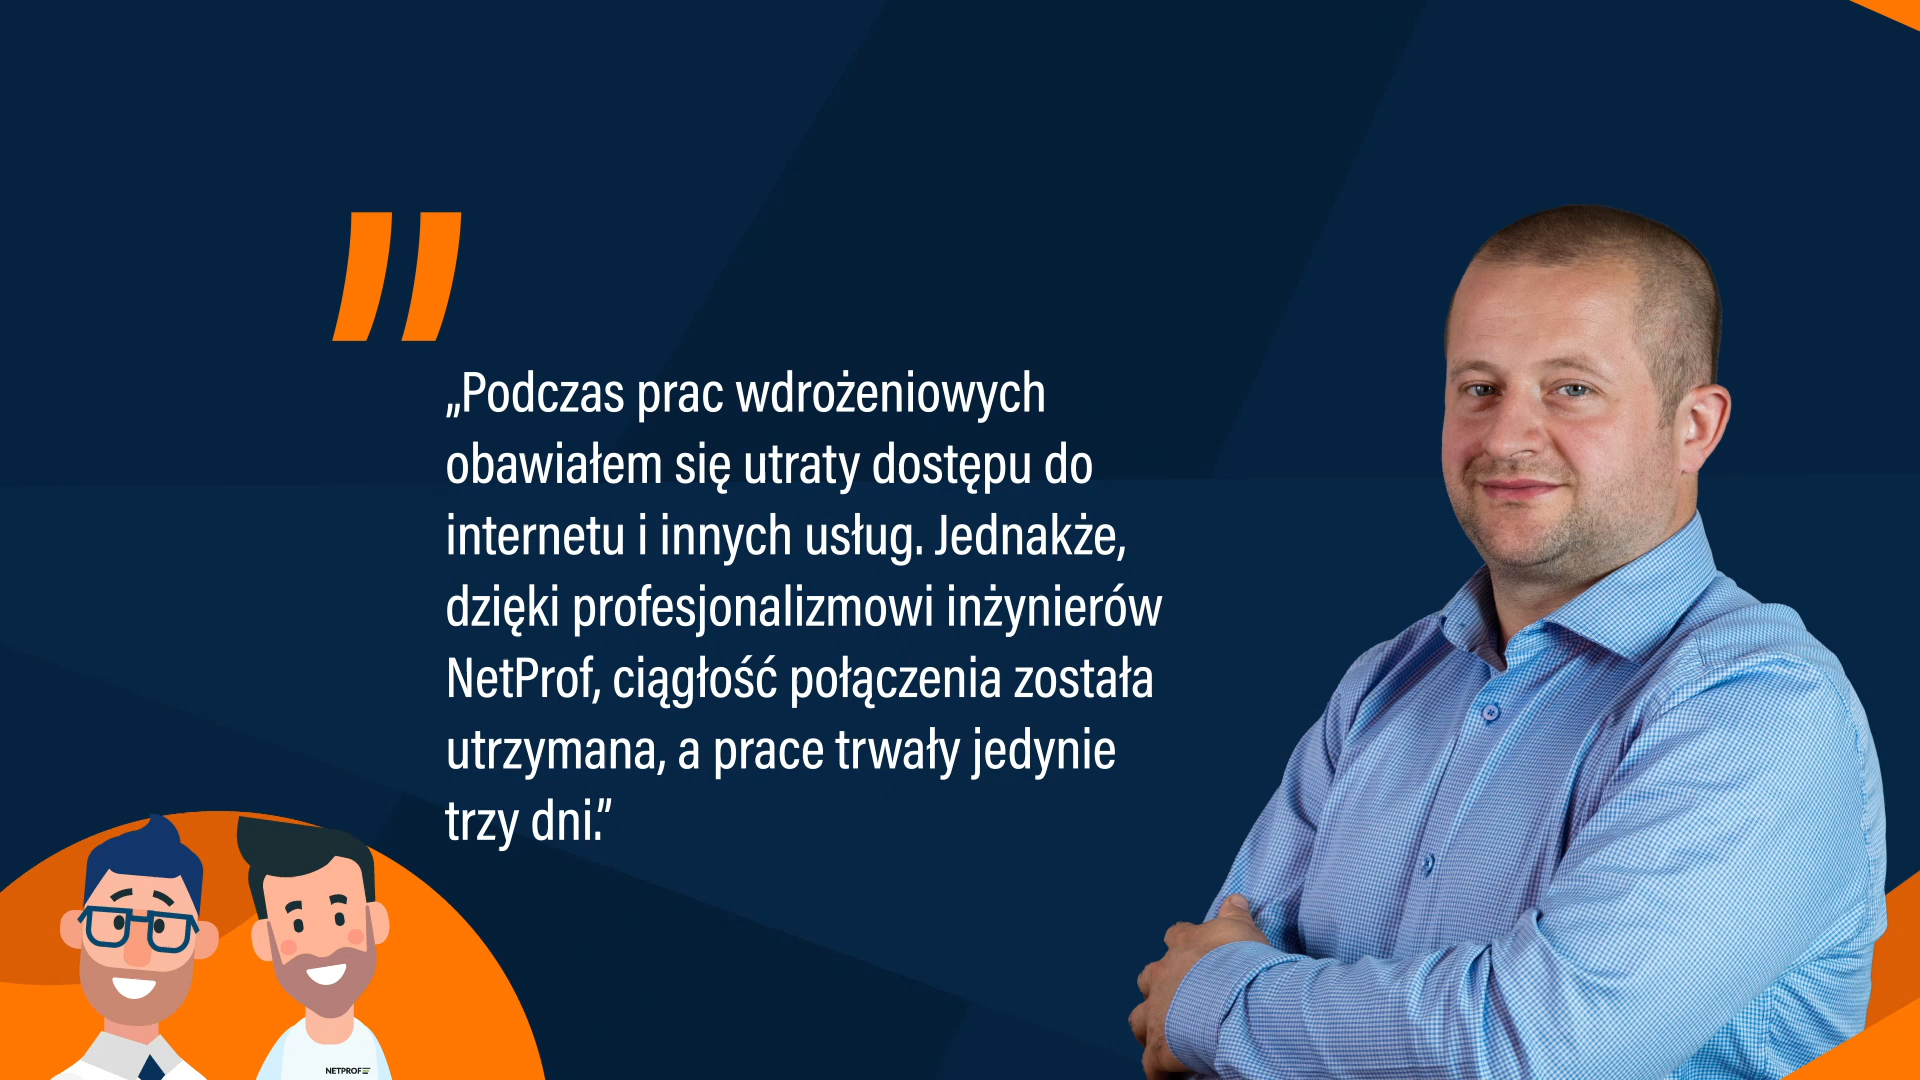 „Podczas prac wdrożeniowych
obawiałem się utraty dostępu do
internetu i innych usług. Jednakże,
dzięki profesjonalizmowi inżynierów
NetProf, ciągłość połączenia została
utrzymana, a prace trwały jedynie
trzy dni.”
NETPROF